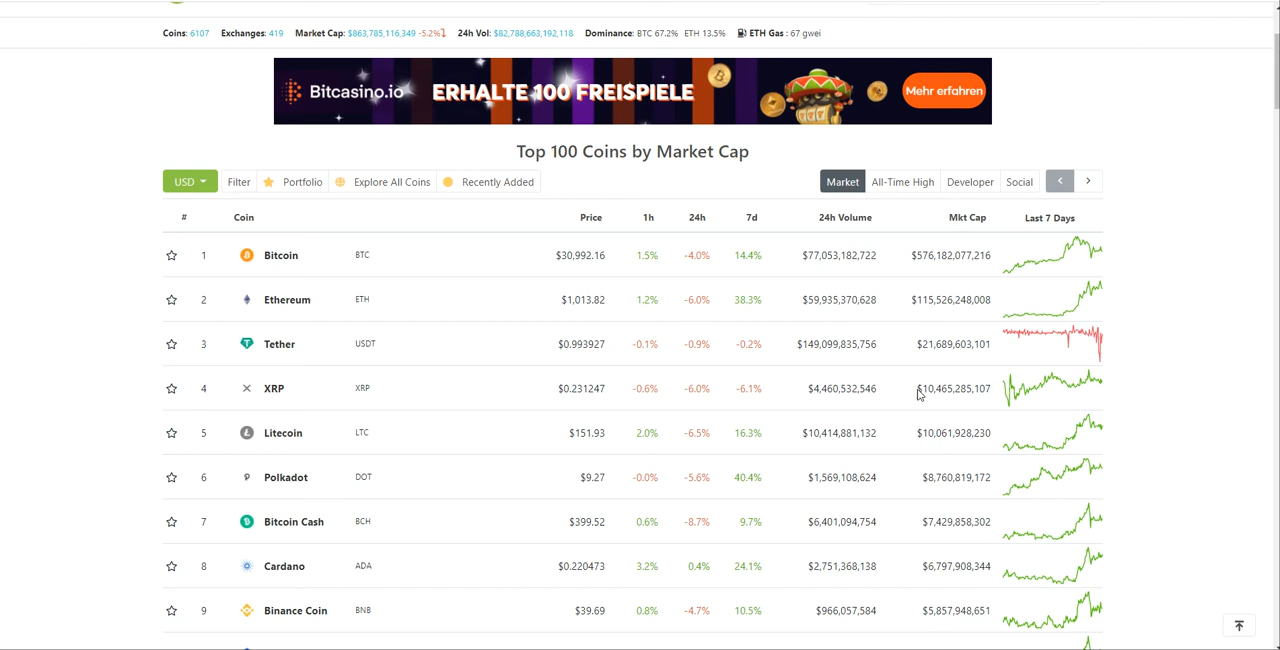 Coins: 6107 Exchanges: 419 Market Cap: $863,785,116,349 -5.2% 24h Vol: $82,788,663,192,118 Dominance: BTC 67.2% ETH 13.5% ETH Gas : 67 gwei
Bitcasino.io ERHALTE 100 FREISPIELE Mehr erfahren
Top 100 Coins by Market Cap
USD Filter Portfolio Explore All Coins Recently Added Market All-Time High Developer Social < >
# Coin Price 1h 24h 7d 24h Volume Mkt Cap Last 7 Days
1 Bitcoin BTC $30,992.16 1.5% -4.0% 14.4% $77,053,182,722 $576,182,077,216
2 Ethereum ETH $1,013.82 1.2% -6.0% 38.3% $59,935,370,628 $115,526,248,008
3 Tether USDT $0.993927 -0.1% -0.9% -0.2% $149,099,835,756 $21,689,603,101
4 XRP XRP $0.231247 -0.6% -6.0% -6.1% $4,460,532,546 $10,465,285,107
5 Litecoin LTC $151.93 2.0% -6.5% 16.3% $10,414,881,132 $10,061,928,230
6 Polkadot DOT $9.27 -0.0% -5.6% 40.4% $1,569,108,624 $8,760,819,172
7 Bitcoin Cash BCH $399.52 0.6% -8.7% 9.7% $6,401,094,754 $7,429,858,302
8 Cardano ADA $0.220473 3.2% 0.4% 24.1% $2,751,368,138 $6,797,908,344
9 Binance Coin BNB $39.69 0.8% -4.7% 10.5% $966,057,584 $5,857,948,651